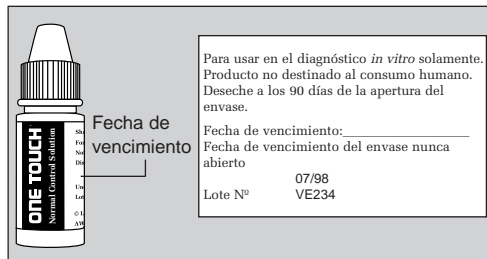 ONE TOUCH
Normal Control Solution
Fecha de
vencimiento
Para usar en el diagnóstico in vitro solamente.
Producto no destinado al consumo humano.
Deseche a los 90 días de la apertura del
envase.
Fecha de vencimiento:
Fecha de vencimiento del envase nunca
abierto
07/98
Lote Nº VE234